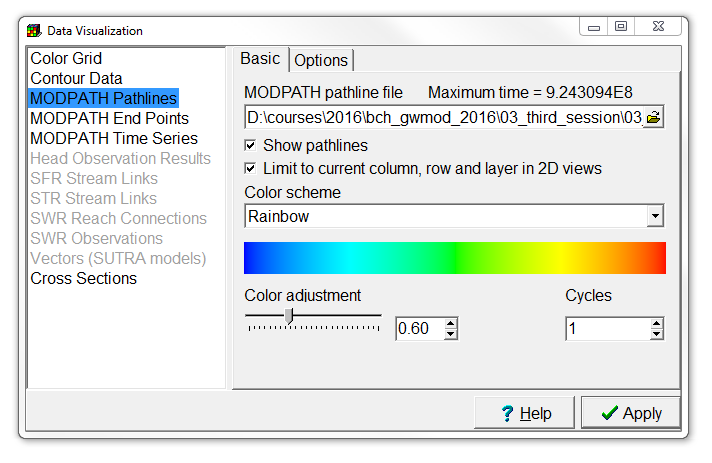 Data Visualization
Color Grid
Contour Data
MODPATH Pathlines
MODPATH End Points
MODPATH Time Series
Head Observation Results
SFR Stream Links
STR Stream Links
SWR Reach Connections
SWR Observations
Vectors (SUTRA models)
Cross Sections
Basic
Options
MODPATH pathline file
Maximum time = 9.243094E8
D:\courses\2016\bch_gwmod_2016\03_third_session\03_
Show pathlines
Limit to current column, row and layer in 2D views
Color scheme
Rainbow
Color adjustment
Cycles
0.60
1
? Help
Apply